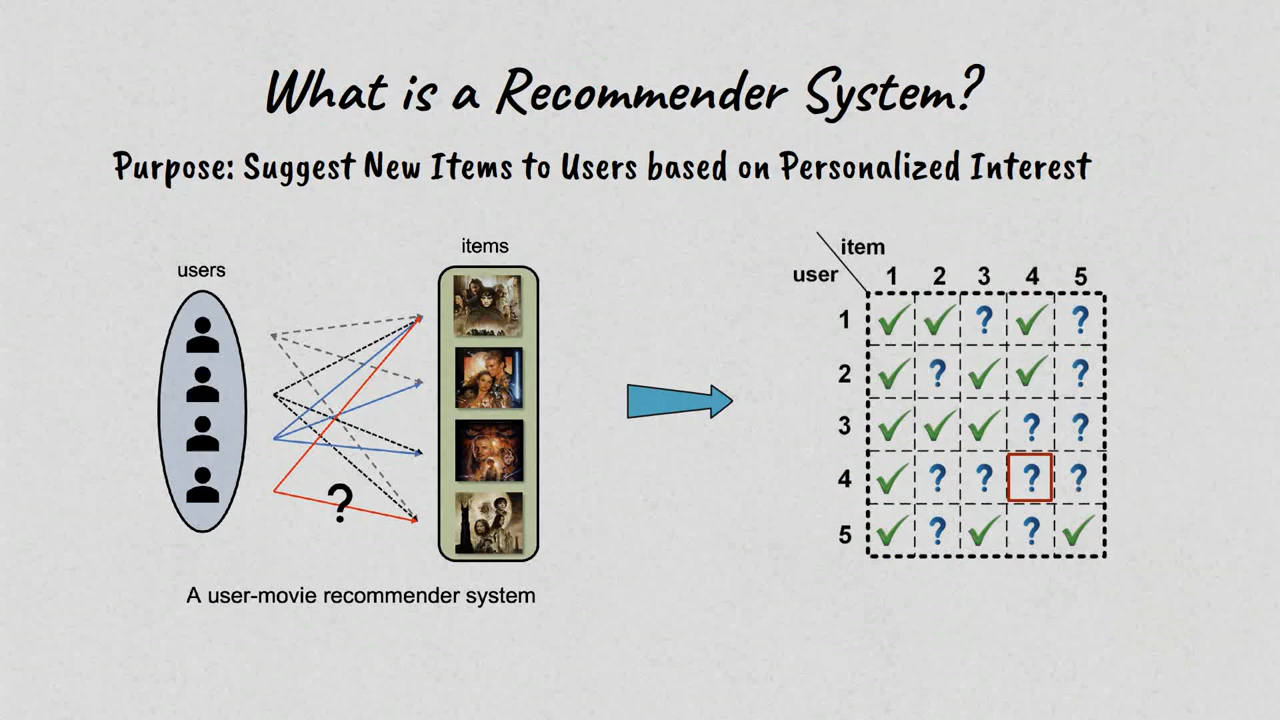 What is a Recommender System?
Purpose: Suggest New Items to Users based on Personalized Interest
users
items
?
A user-movie recommender system
item
user 1 2 3 4 5
1 ✓ ✓ ? ✓ ?
2 ✓ ? ✓ ✓ ?
3 ✓ ✓ ✓ ? ?
4 ✓ ? ? ? ?
5 ✓ ? ✓ ? ✓